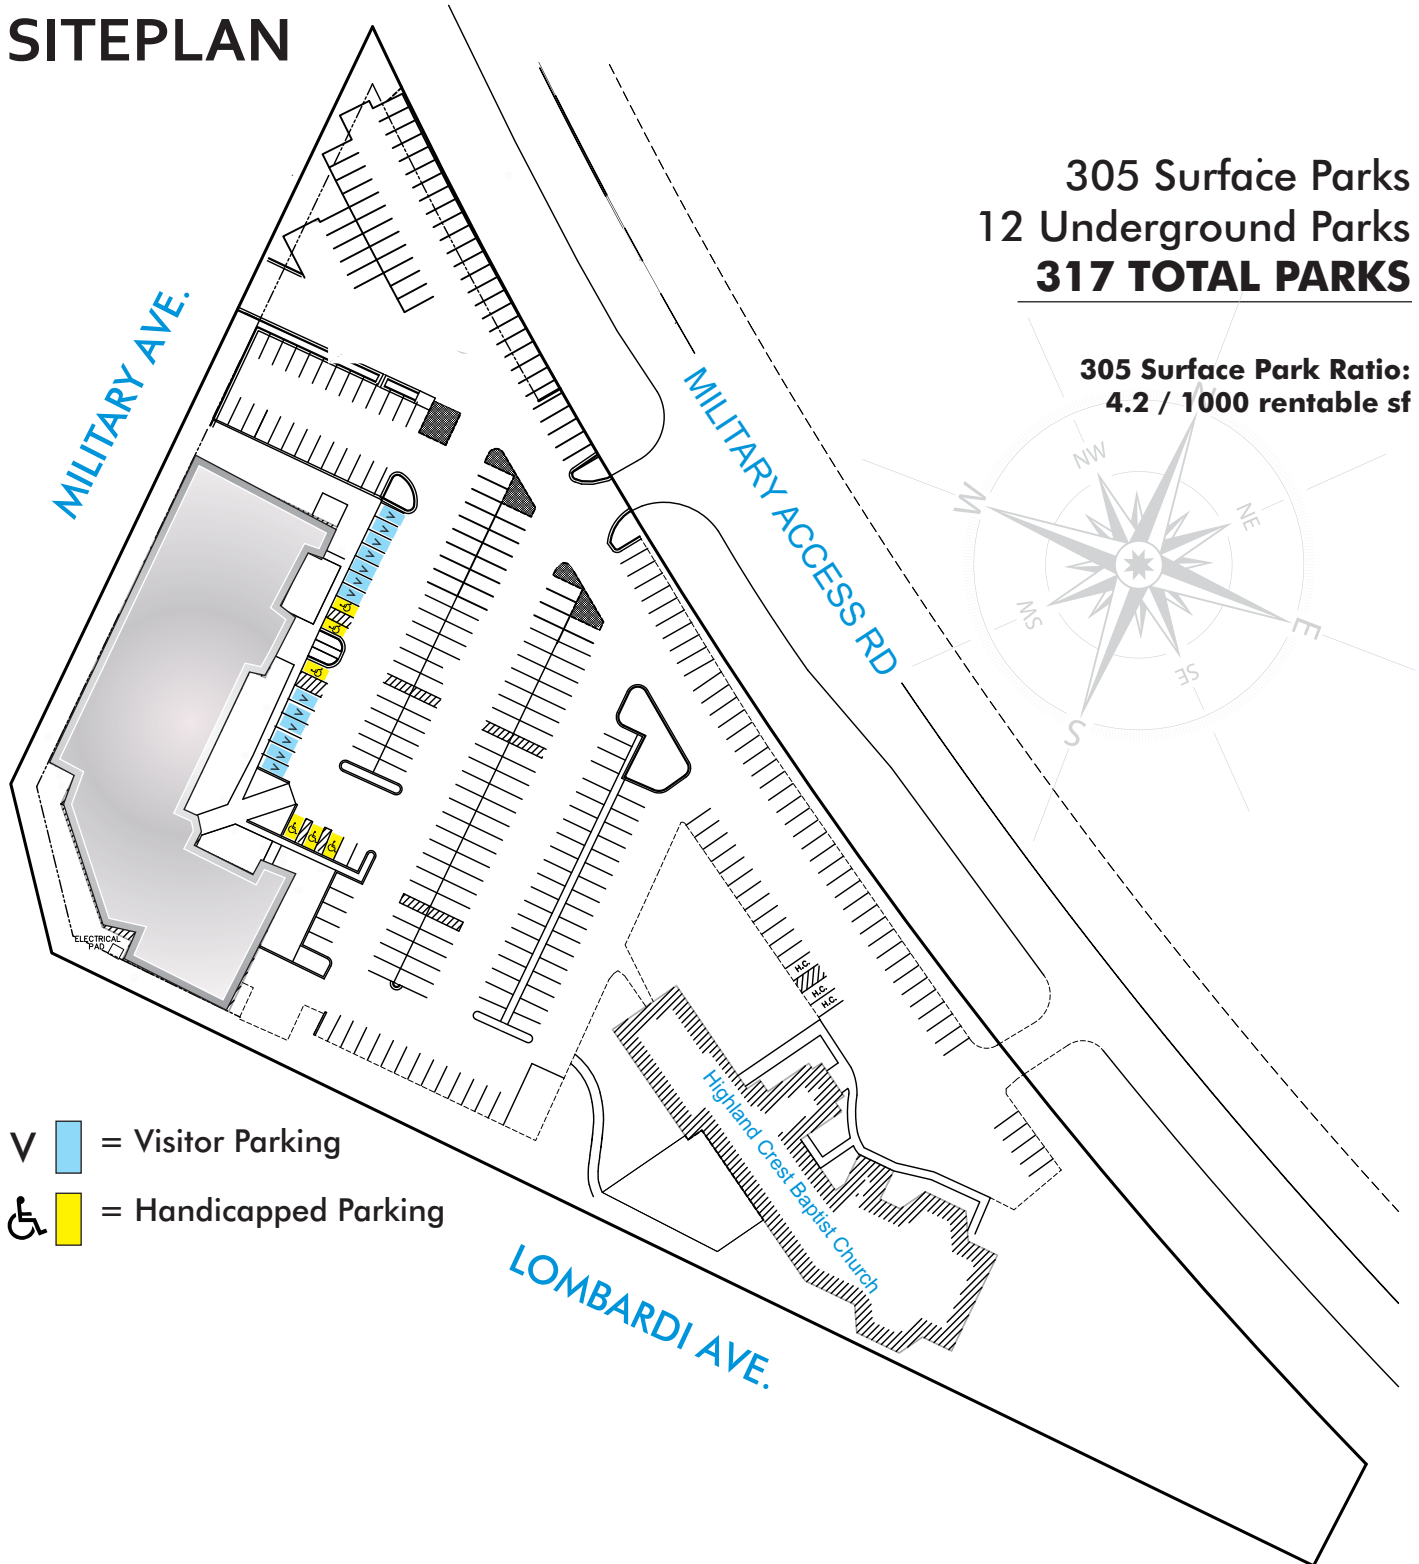 SITEPLAN
305 Surface Parks
12 Underground Parks
317 TOTAL PARKS
305 Surface Park Ratio:
4.2 / 1000 rentable sf
MILITARY AVE.
MILITARY ACCESS RD
N
NW
NE
W
E
SW
SE
S
V
V
V
V
V
V
V
V
V
V
V
V
ELECTRICAL
PAD
H.C.
H.C.
H.C.
Highland Crest Baptist Church
V = Visitor Parking
= Handicapped Parking
LOMBARDI AVE.